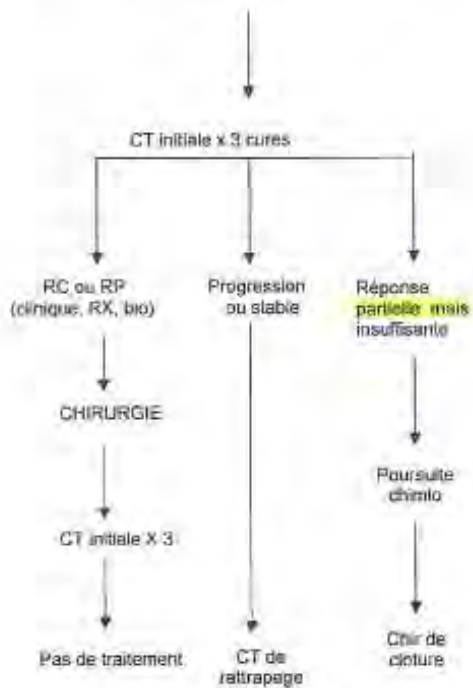 CT initiale x 3 cures
RC ou RP
(clinique, RX, bio)
Progression
ou stable
Réponse
partielle mais
insuffisante
CHIRURGIE
Poursuite
chimio
CT initiale X 3
Pas de traitement
CT de
rattrapage
Chir de
cloture